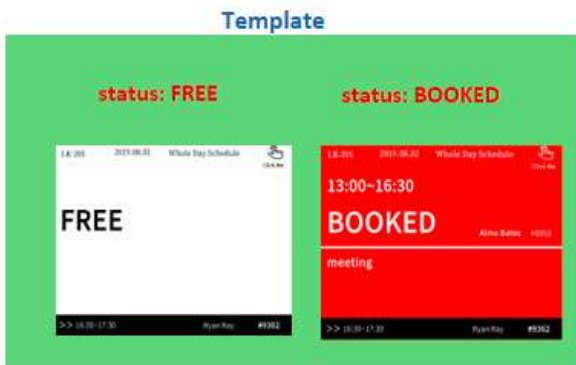 Template
status: FREE
status: BOOKED
LK-201 2019.08.02 Whole Day Schedule
Click Me
FREE
>> 16:30~17:30 Ryan Ray #9362
LK-201 2019.08.02 Whole Day Schedule
Click Me
13:00~16:30
BOOKED
Alma Bates
meeting
>> 16:30~17:30 Ryan Ray #9362